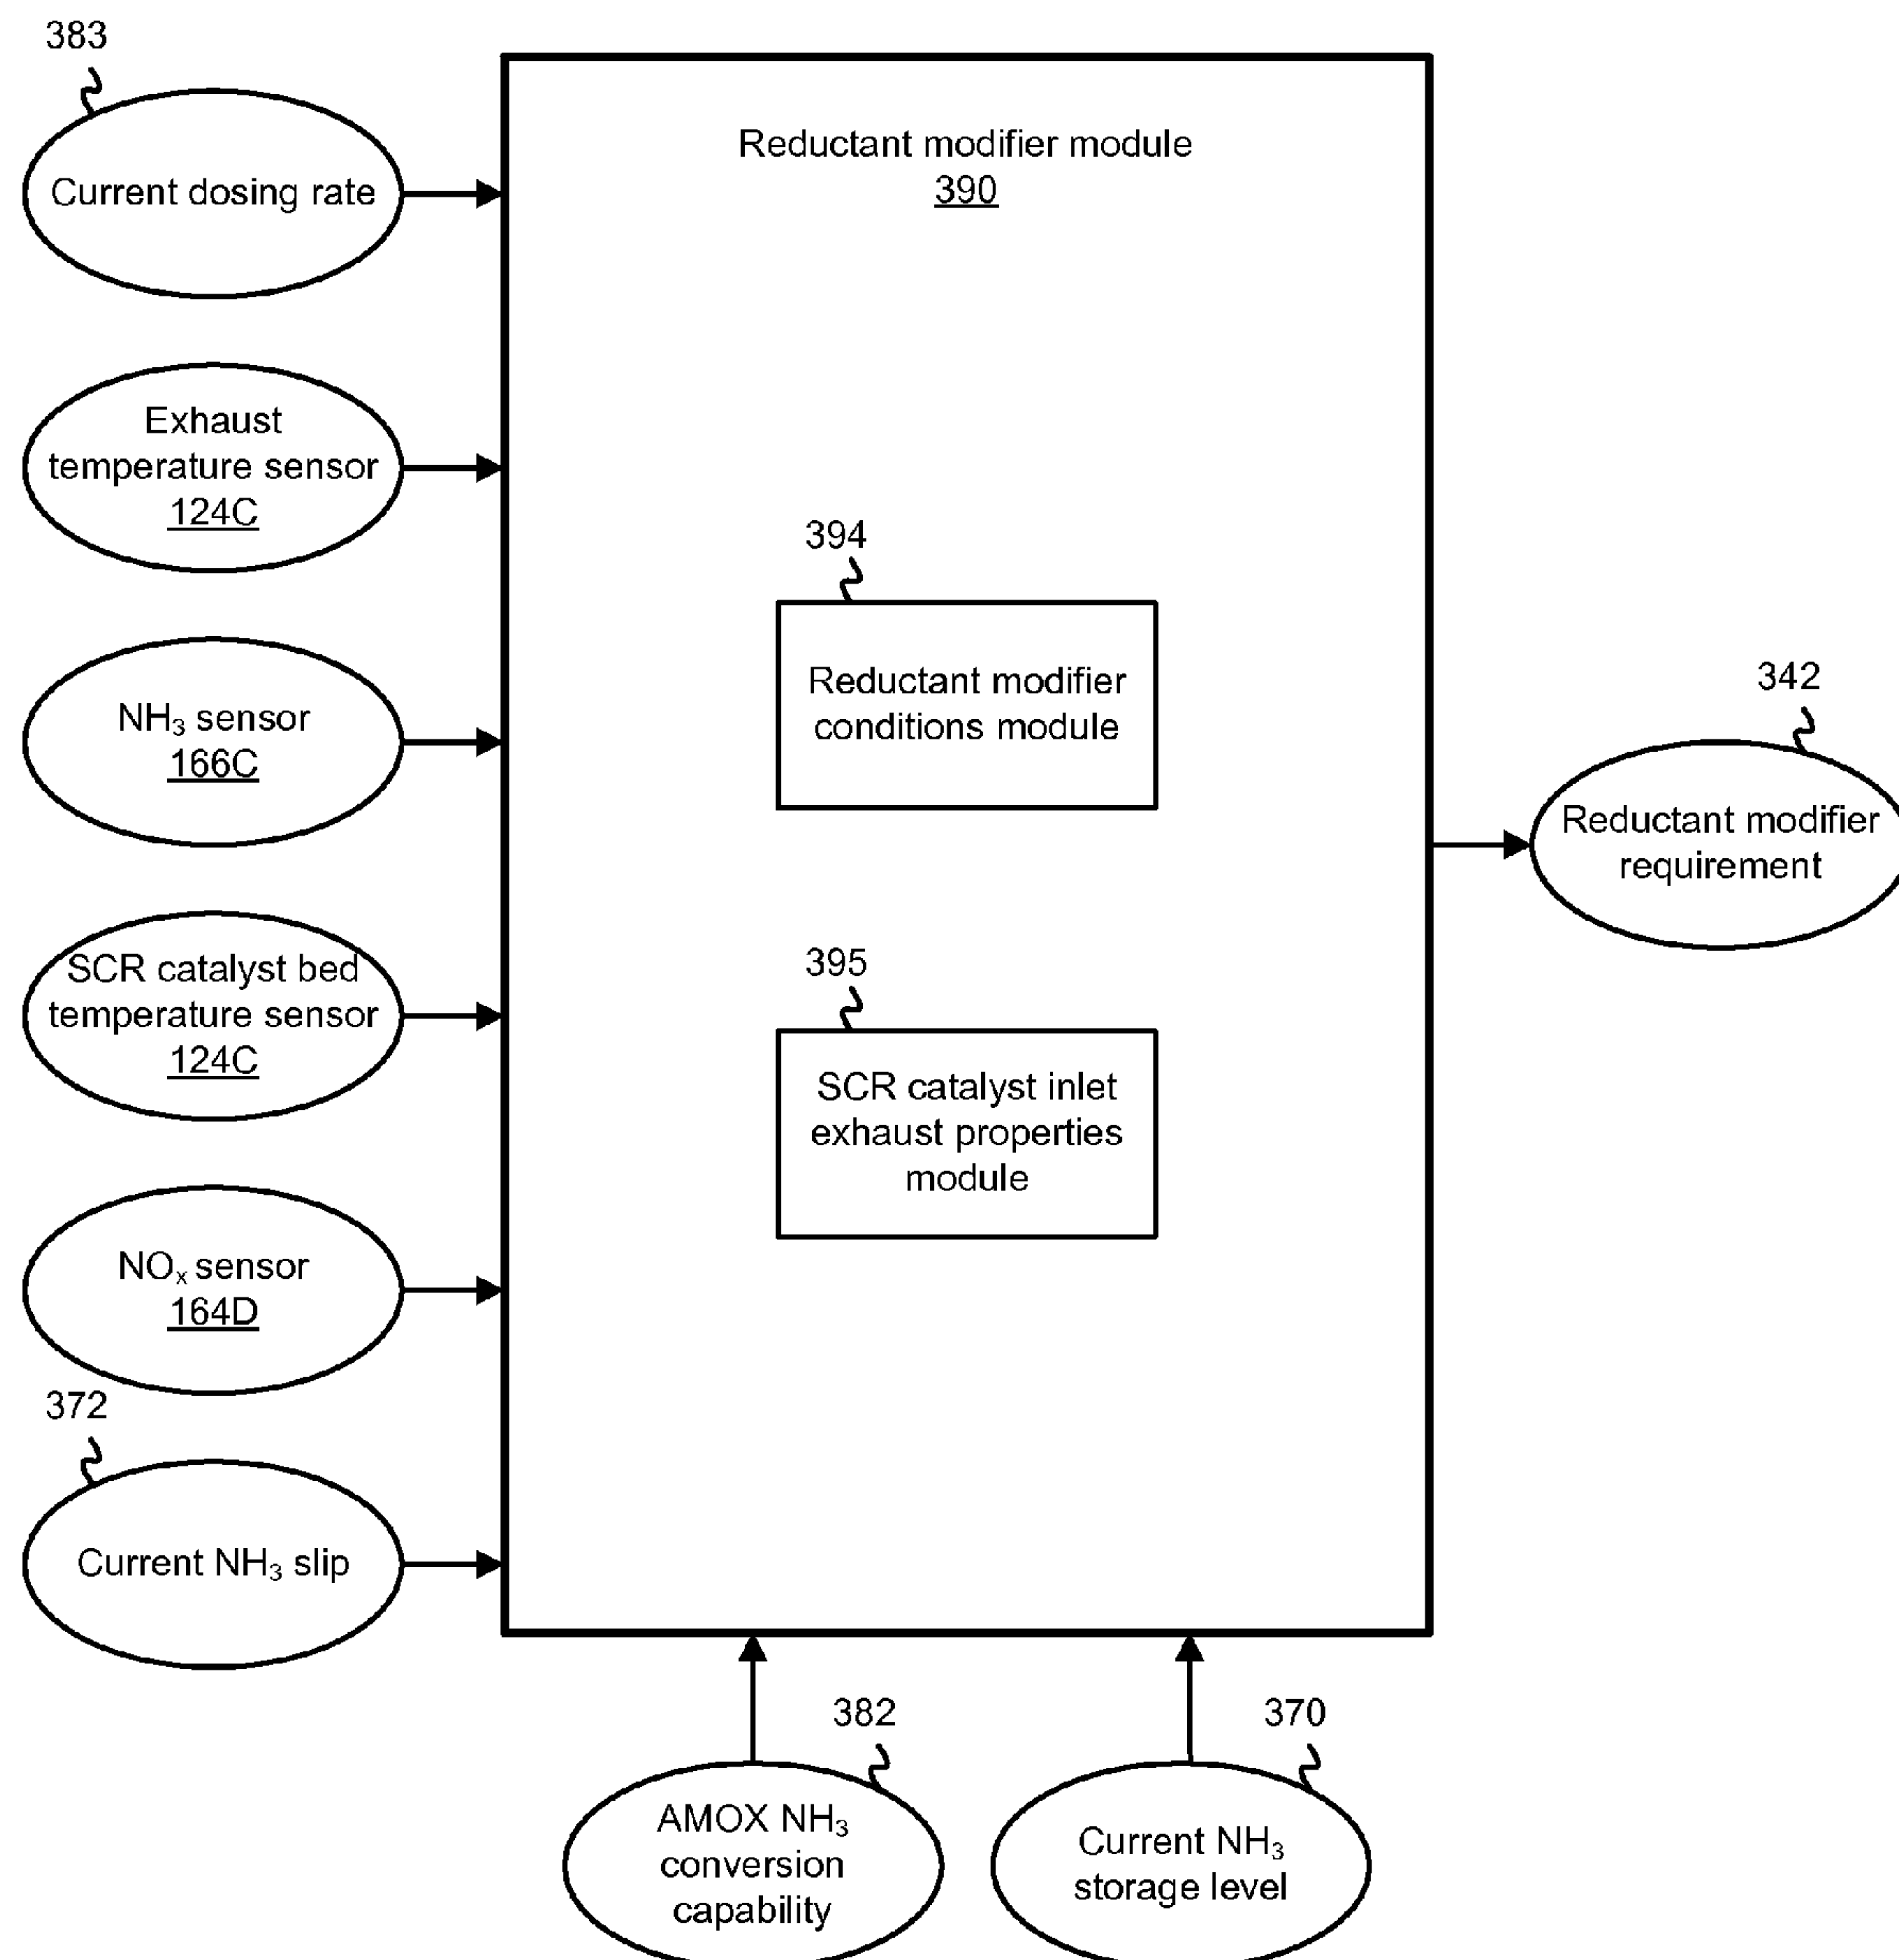 383
Current dosing rate
Exhaust
temperature sensor
124C
NH₃ sensor
166C
SCR catalyst bed
temperature sensor
124C
NOₓ sensor
164D
372
Current NH₃ slip
Reductant modifier module
390
394
Reductant modifier
conditions module
395
SCR catalyst inlet
exhaust properties
module
342
Reductant modifier
requirement
382
AMOX NH₃
conversion
capability
370
Current NH₃
storage level